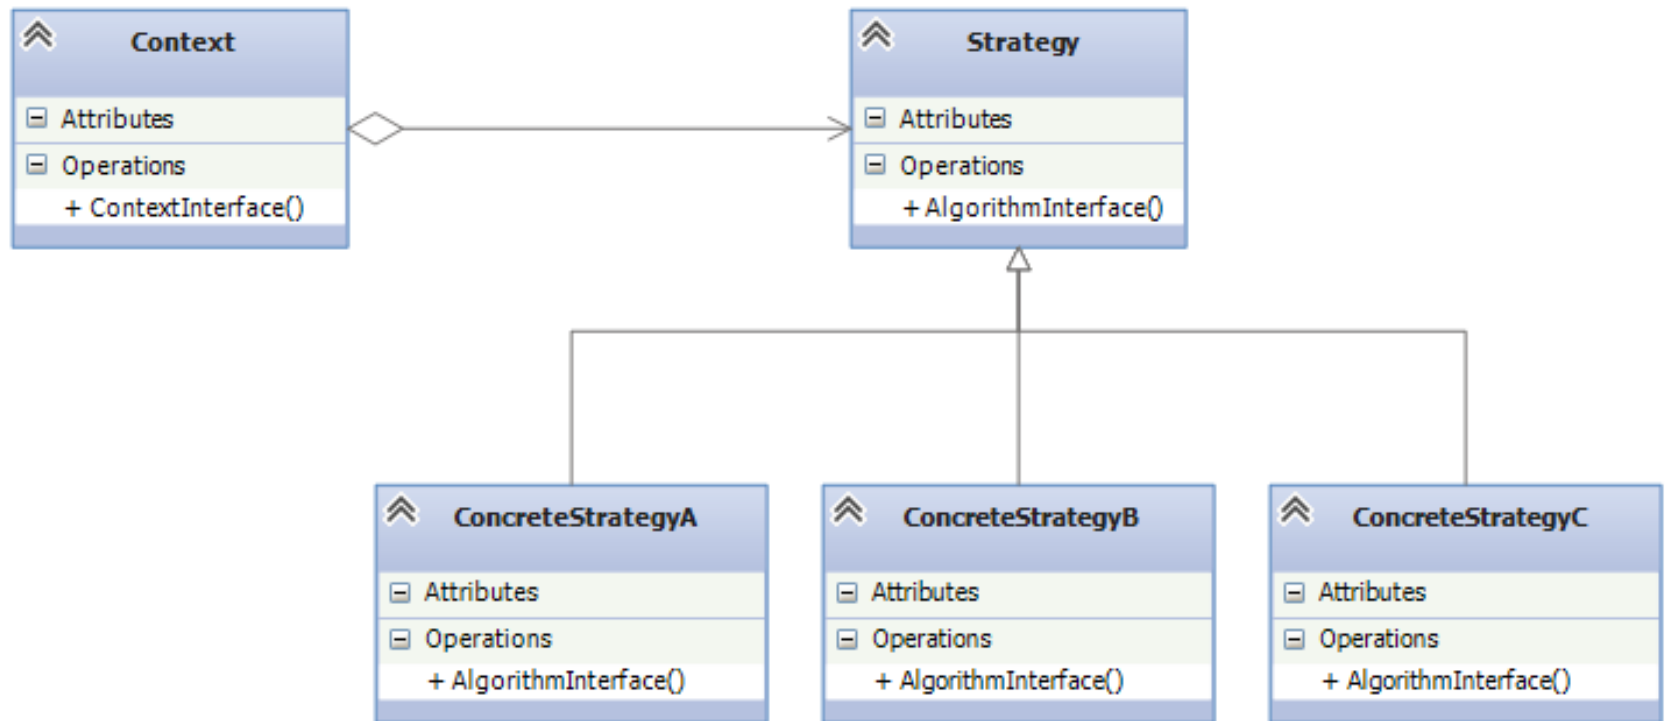 Context
Attributes
Operations
+ ContextInterface()
Strategy
Attributes
Operations
+ AlgorithmInterface()
ConcreteStrategyA
Attributes
Operations
+ AlgorithmInterface()
ConcreteStrategyB
Attributes
Operations
+ AlgorithmInterface()
ConcreteStrategyC
Attributes
Operations
+ AlgorithmInterface()